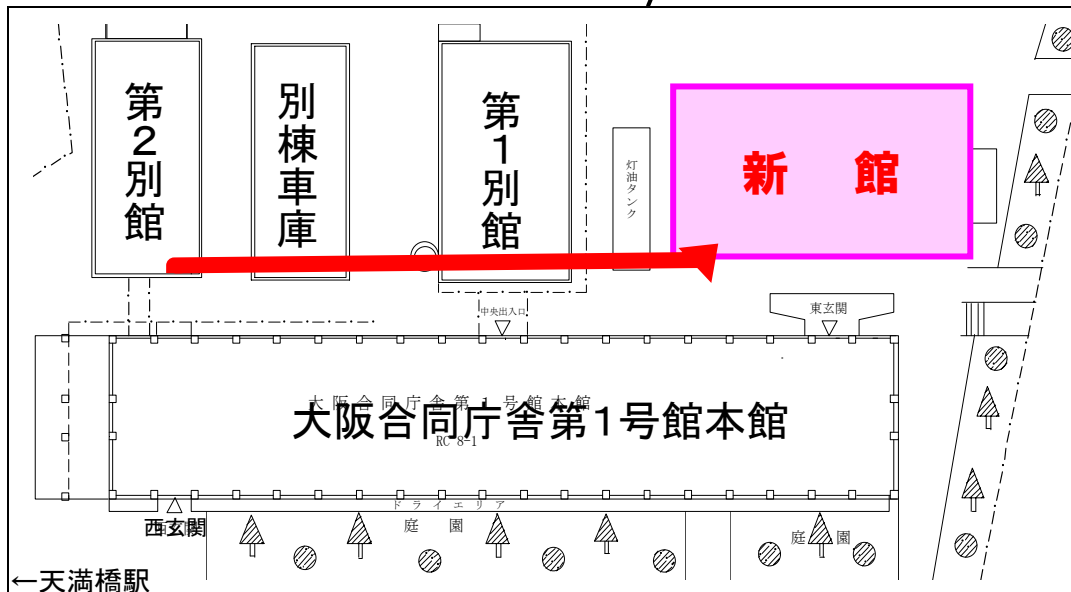 第2別館
別棟車庫
第1別館
灯油タンク
新館
中央出入口
東玄関
大阪合同庁舎第1号館本館
大阪合同庁舎第1号館本館
RC 8-1
ドライエリア
西玄関
庭園
庭園
←天満橋駅